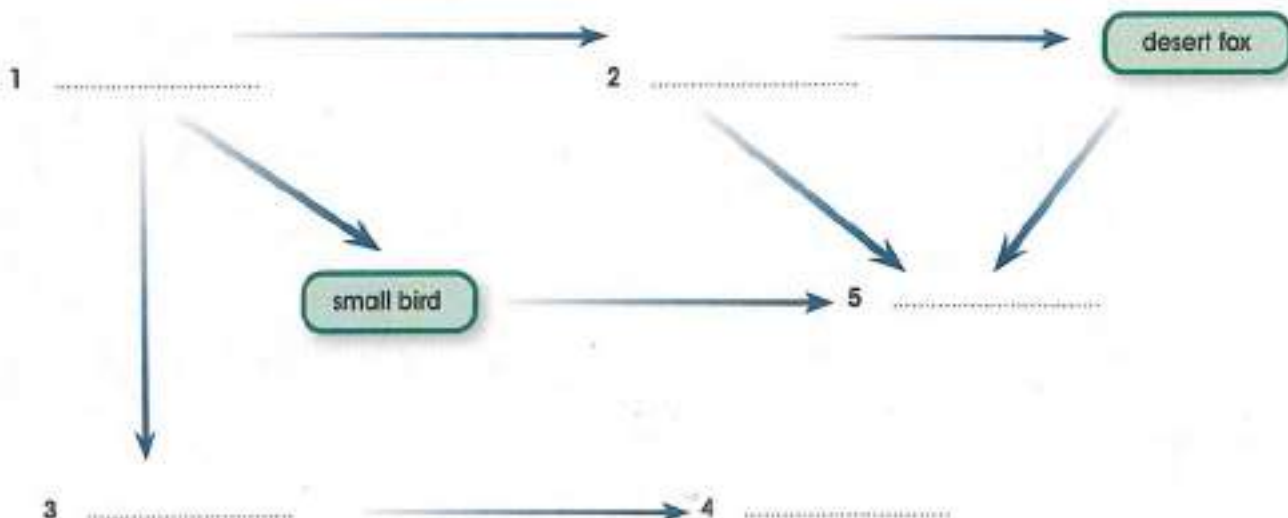 desert fox
1 ........................
2 ........................
small bird
5 ........................
3 ........................
4 ........................